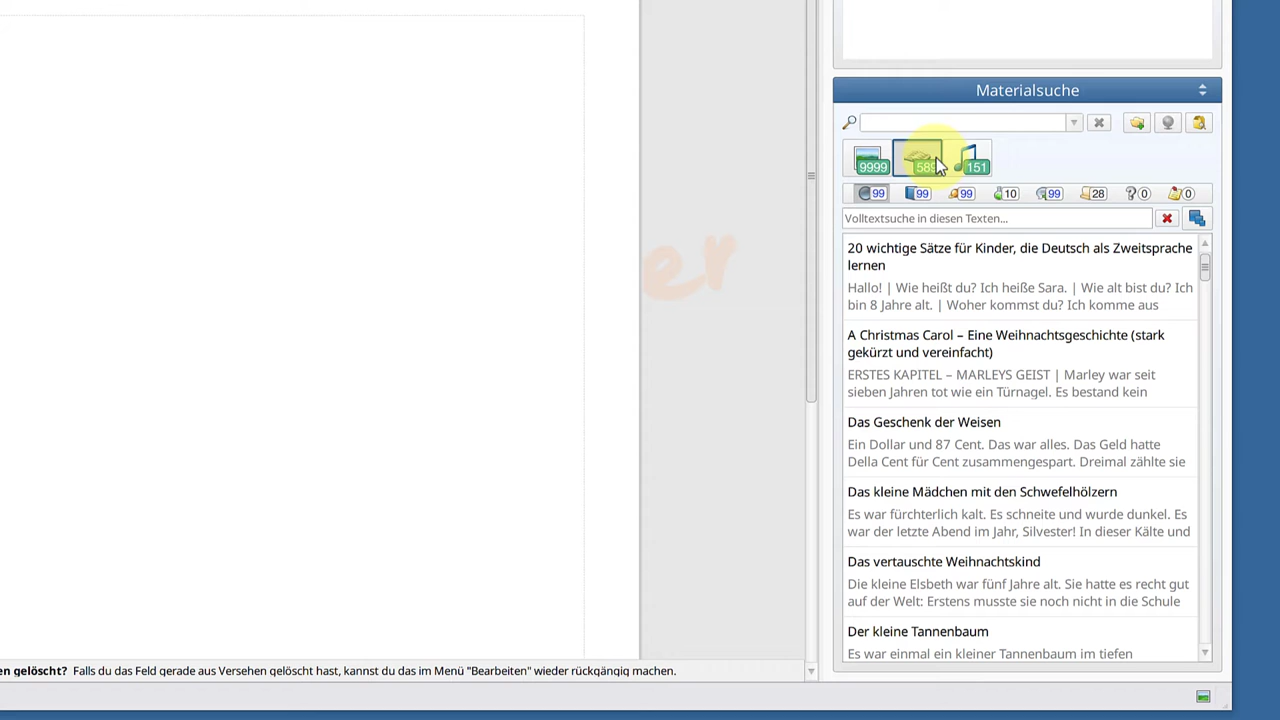 Materialsuche
9999
151
99 99 99 10 99 28 0 0
Volltextsuche in diesen Texten...
20 wichtige Sätze für Kinder, die Deutsch als Zweitsprache
lernen
Hallo! | Wie heißt du? Ich heiße Sara. | Wie alt bist du? Ich
bin 8 Jahre alt. | Woher kommst du? Ich komme aus
A Christmas Carol – Eine Weihnachtsgeschichte (stark
gekürzt und vereinfacht)
ERSTES KAPITEL – MARLEYS GEIST | Marley war seit
sieben Jahren tot wie ein Türnagel. Es bestand kein
Das Geschenk der Weisen
Ein Dollar und 87 Cent. Das war alles. Das Geld hatte
Della Cent für Cent zusammengespart. Dreimal zählte sie
er
Das kleine Mädchen mit den Schwefelhölzern
Es war fürchterlich kalt. Es schneite und wurde dunkel. Es
war der letzte Abend im Jahr, Silvester! In dieser Kälte und
Das vertauschte Weihnachtskind
Die kleine Elsbeth war fünf Jahre alt. Sie hatte es recht gut
auf der Welt: Erstens musste sie noch nicht in die Schule
Der kleine Tannenbaum
Es war einmal ein kleiner Tannenbaum im tiefen
en gelöscht? Falls du das Feld gerade aus Versehen gelöscht hast, kannst du das im Menü "Bearbeiten" wieder rückgängig machen.